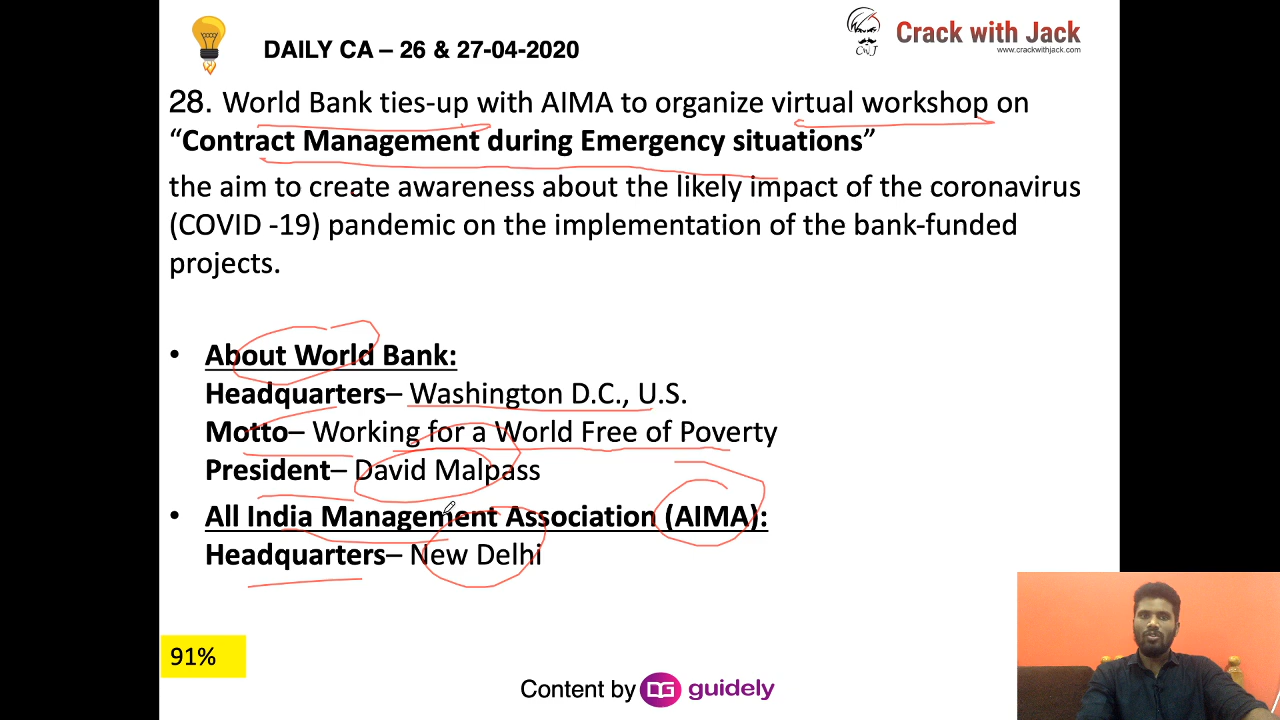 DAILY CA – 26 & 27-04-2020
CwJ
Crack with Jack
www.crackwithjack.com
28. World Bank ties-up with AIMA to organize virtual workshop on
“Contract Management during Emergency situations”
the aim to create awareness about the likely impact of the coronavirus
(COVID -19) pandemic on the implementation of the bank-funded
projects.
• About World Bank:
Headquarters– Washington D.C., U.S.
Motto– Working for a World Free of Poverty
President– David Malpass
• All India Management Association (AIMA):
Headquarters– New Delhi
91%
Content by DG guidely